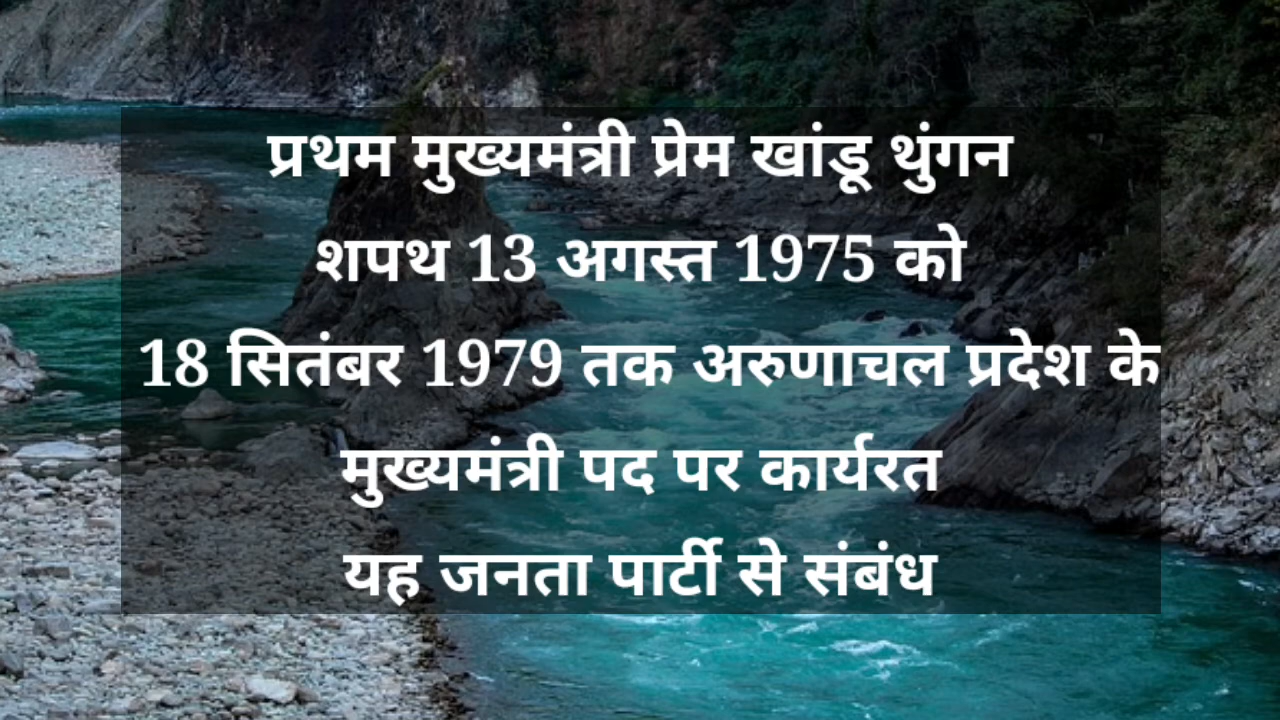 प्रथम मुख्यमंत्री प्रेम खांडू थुंगन
शपथ 13 अगस्त 1975 को
18 सितंबर 1979 तक अरुणाचल प्रदेश के
मुख्यमंत्री पद पर कार्यरत
यह जनता पार्टी से संबंध